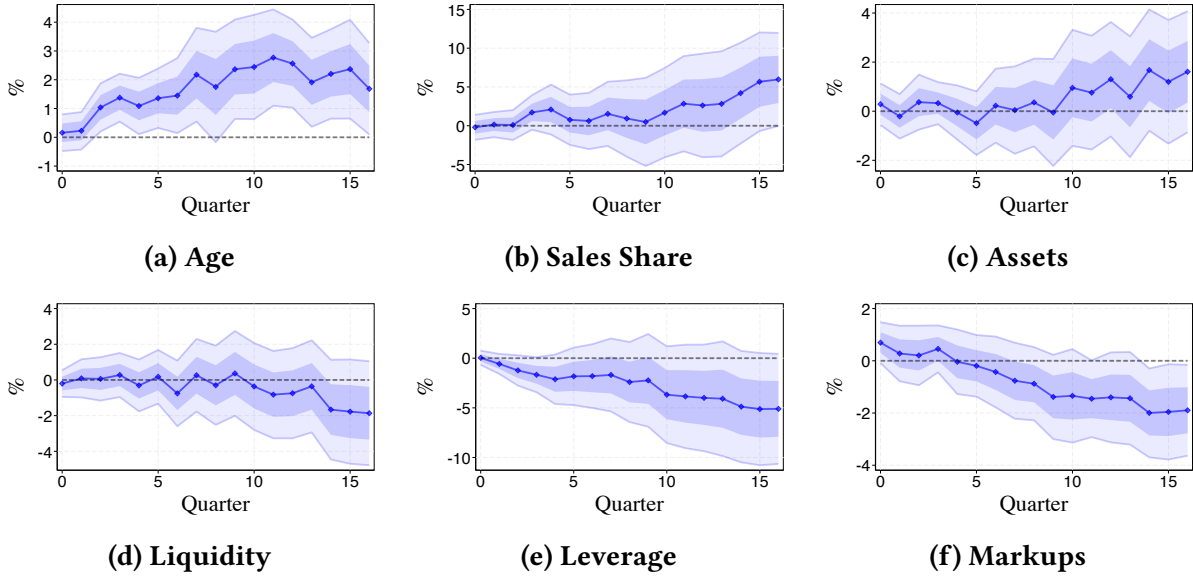 4
3
2
1
0
-1
%
0 5 10 15
Quarter
(a) Age
15
10
5
0
-5
%
0 5 10 15
Quarter
(b) Sales Share
4
2
0
-2
%
0 5 10 15
Quarter
(c) Assets
4
2
0
-2
-4
%
0 5 10 15
Quarter
(d) Liquidity
5
0
-5
-10
%
0 5 10 15
Quarter
(e) Leverage
2
0
-2
-4
%
0 5 10 15
Quarter
(f) Markups